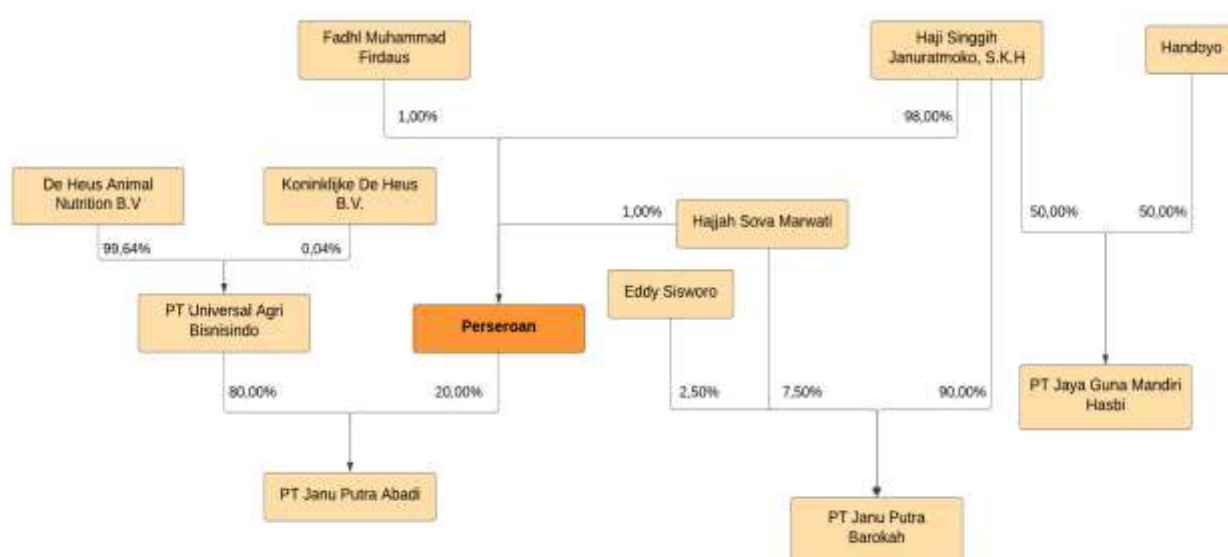 Fadhl Muhammad
Firdaus
Haji Singgih
Januratmoko, S.K.H
Handoyo
1,00%
98,00%
De Heus Animal
Nutrition B.V
Koninklijke De Heus
B.V.
1,00%
Hajjah Sova Marwati
50,00%
50,00%
99,64%
0,04%
Eddy Sisworo
PT Universal Agri
Bisnisindo
Perseroan
PT Jaya Guna Mandiri
Hasbi
80,00%
20,00%
2,50%
7,50%
90,00%
PT Janu Putra Abadi
PT Janu Putra
Barokah